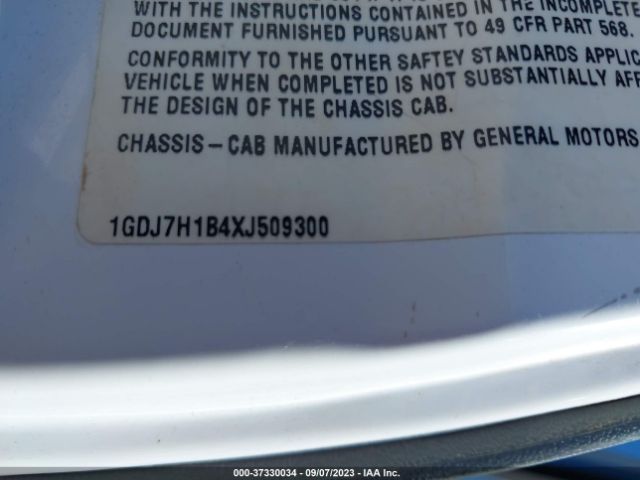 WITH THE INSTRUCTIONS CONTAINED IN THE INCOMPLETE
DOCUMENT FURNISHED PURSUANT TO 49 CFR PART 568.
CONFORMITY TO THE OTHER SAFTEY STANDARDS APPLIC
VEHICLE WHEN COMPLETED IS NOT SUBSTANTIALLY AFF
THE DESIGN OF THE CHASSIS CAB.
CHASSIS-CAB MANUFACTURED BY GENERAL MOTORS
1GDJ7H1B4XJ509300
000-37330034 - 09/07/2023 - IAA Inc.